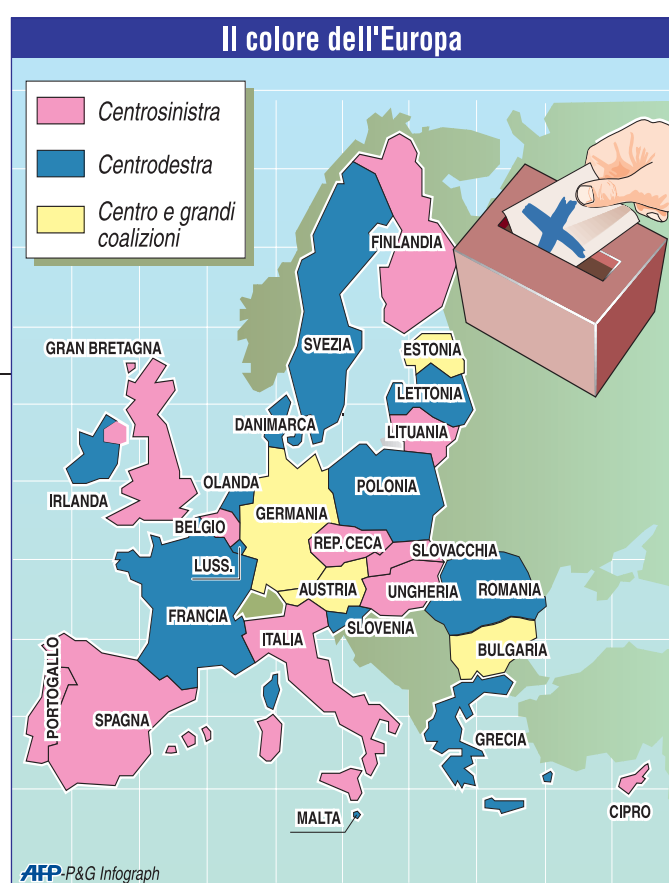 Il colore dell'Europa
Centrosinistra
Centrodestra
Centro e grandi
coalizioni
FINLANDIA
SVEZIA
ESTONIA
GRAN BRETAGNA
LETTONIA
DANIMARCA
LITUANIA
OLANDA
POLONIA
IRLANDA
GERMANIA
BELGIO
REP. CECA
SLOVACCHIA
LUSS.
AUSTRIA
UNGHERIA
ROMANIA
FRANCIA
SLOVENIA
ITALIA
BULGARIA
PORTOGALLO
SPAGNA
GRECIA
CIPRO
MALTA
AFP-P&G Infograph